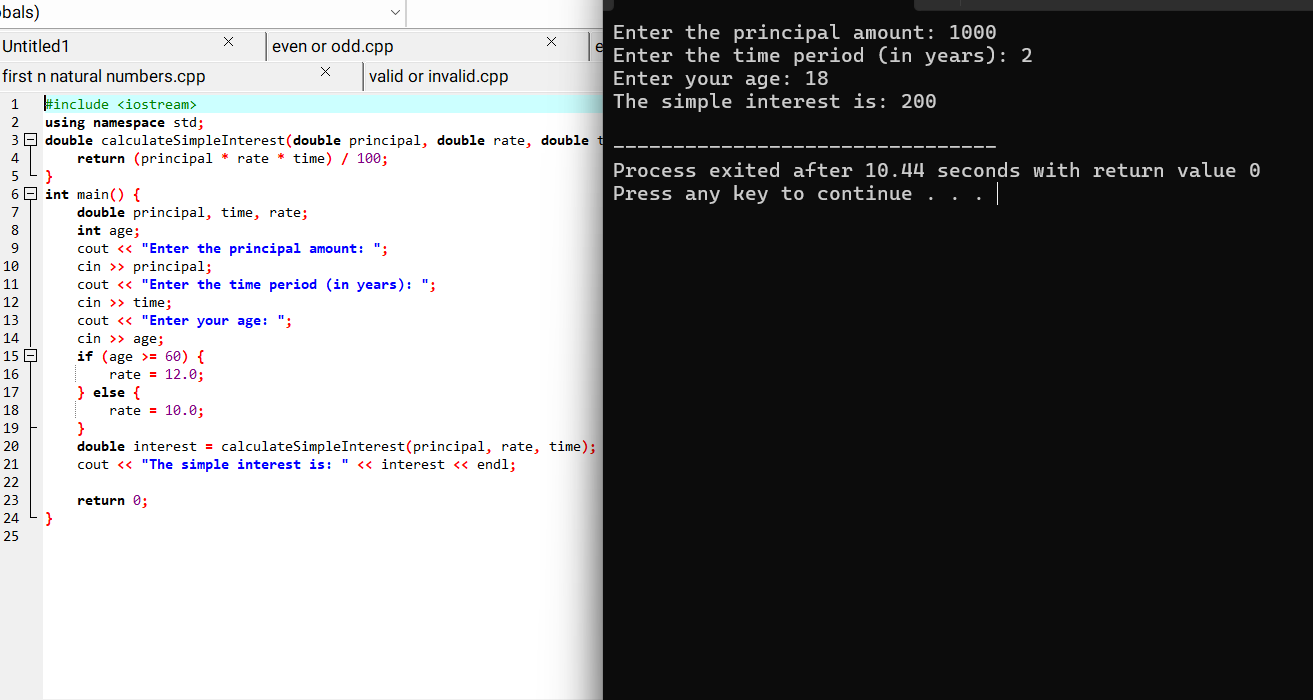 bals)
Untitled1
even or odd.cpp
e
first n natural numbers.cpp
valid or invalid.cpp
1 #include <iostream>
2 using namespace std;
3 double calculateSimpleInterest(double principal, double rate, double t
4 return (principal * rate * time) / 100;
5 }
6 int main() {
7 double principal, time, rate;
8 int age;
9 cout << "Enter the principal amount: ";
10 cin >> principal;
11 cout << "Enter the time period (in years): ";
12 cin >> time;
13 cout << "Enter your age: ";
14 cin >> age;
15 if (age >= 60) {
16 rate = 12.0;
17 } else {
18 rate = 10.0;
19 }
20 double interest = calculateSimpleInterest(principal, rate, time);
21 cout << "The simple interest is: " << interest << endl;
22
23 return 0;
24 }
25
Enter the principal amount: 1000
Enter the time period (in years): 2
Enter your age: 18
The simple interest is: 200
--------------------------------
Process exited after 10.44 seconds with return value 0
Press any key to continue . . .